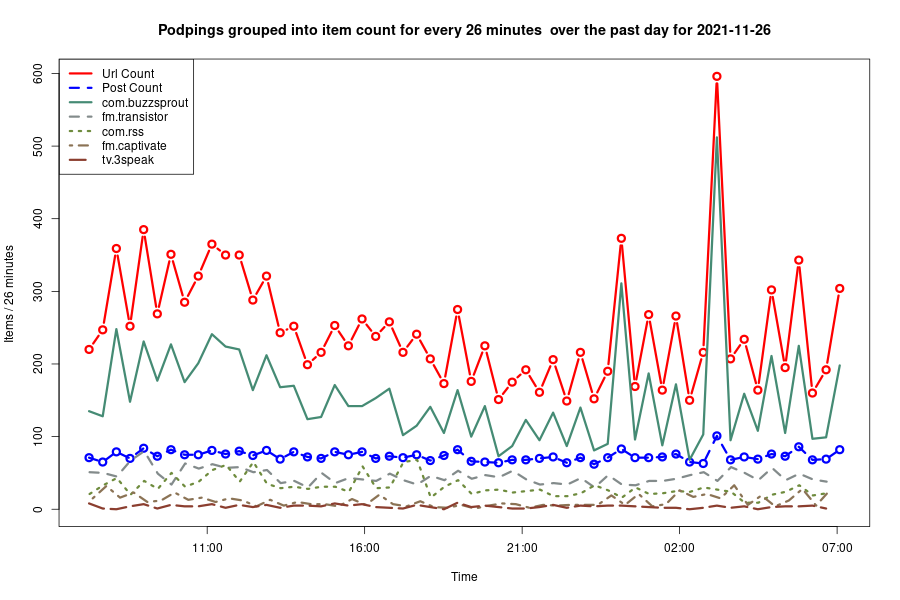 Podpings grouped into item count for every 26 minutes  over the past day for 2021-11-26
Url Count
Post Count
com.buzzsprout
fm.transistor
com.rss
fm.captivate
tv.3speak
600
500
400
300
200
100
0
Items / 26 minutes
11:00
16:00
21:00
02:00
07:00
Time